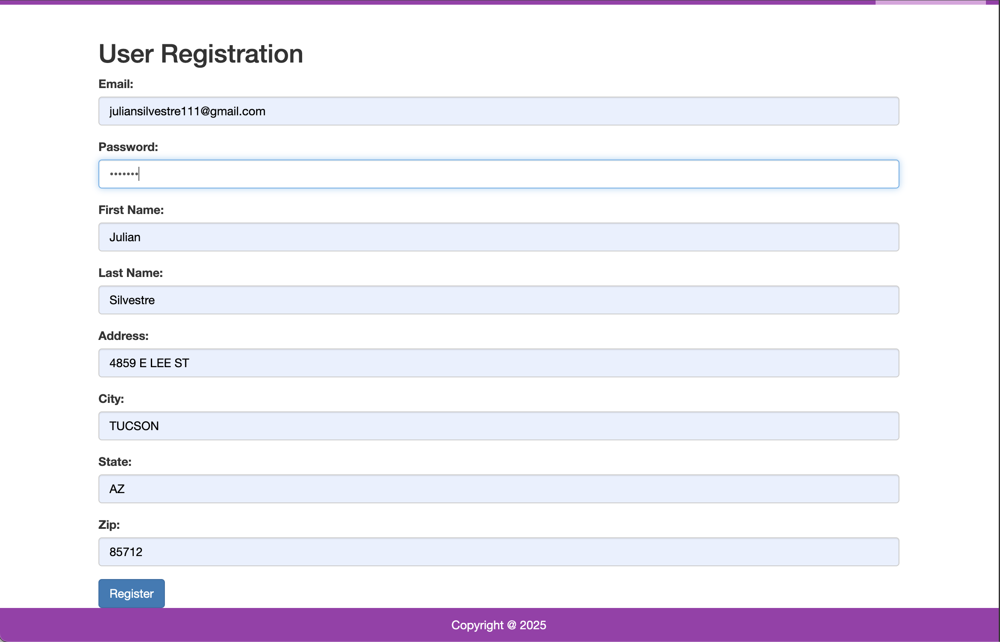 User Registration
Email:
juliansilvestre111@gmail.com
Password:
•••••••
First Name:
Julian
Last Name:
Silvestre
Address:
4859 E LEE ST
City:
TUCSON
State:
AZ
Zip:
85712
Register
Copyright @ 2025